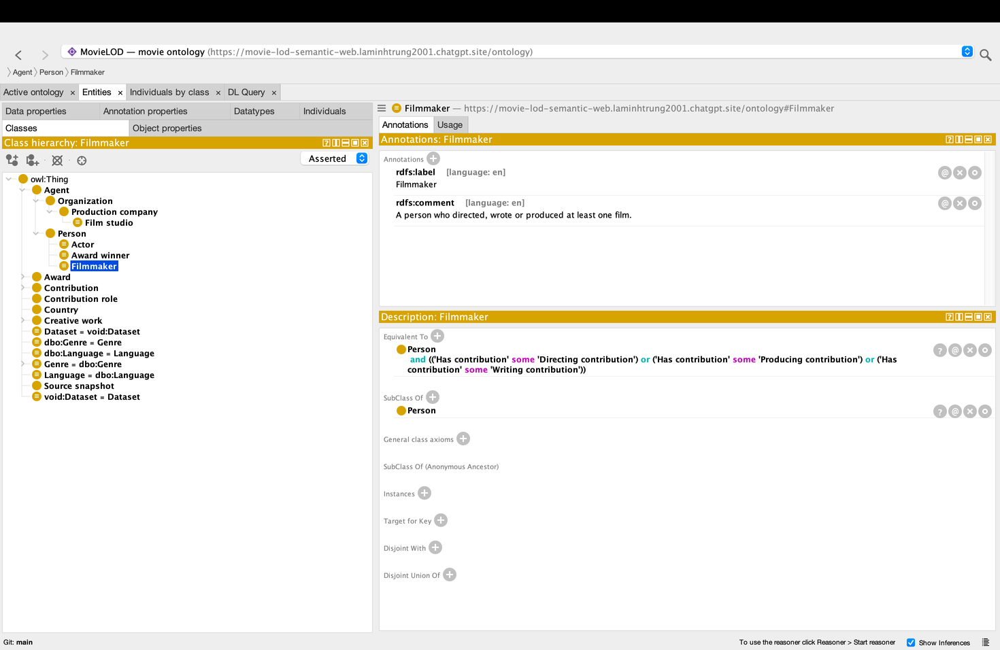 MovieLOD — movie ontology (https://movie-lod-semantic-web.laminhtrung2001.chatgpt.site/ontology)
Agent Person Filmmaker
Active ontology × Entities × Individuals by class × DL Query ×
Data properties Annotation properties Datatypes Individuals
Classes Object properties
Class hierarchy: Filmmaker
Asserted
owl:Thing
Agent
Organization
Production company
Film studio
Person
Actor
Award winner
Filmmaker
Award
Contribution
Contribution role
Country
Creative work
Dataset = void:Dataset
dbo:Genre = Genre
dbo:Language = Language
Genre = dbo:Genre
Language = dbo:Language
Source snapshot
void:Dataset = Dataset
Filmmaker — https://movie-lod-semantic-web.laminhtrung2001.chatgpt.site/ontology#Filmmaker
Annotations Usage
Annotations: Filmmaker
Annotations
rdfs:label [language: en]
Filmmaker
rdfs:comment [language: en]
A person who directed, wrote or produced at least one film.
Description: Filmmaker
Equivalent To
Person
and (('Has contribution' some 'Directing contribution') or ('Has contribution' some 'Producing contribution') or ('Has
contribution' some 'Writing contribution'))
SubClass Of
Person
General class axioms
SubClass Of (Anonymous Ancestor)
Instances
Target for Key
Disjoint With
Disjoint Union Of
Git: main
To use the reasoner click Reasoner > Start reasoner Show Inferences